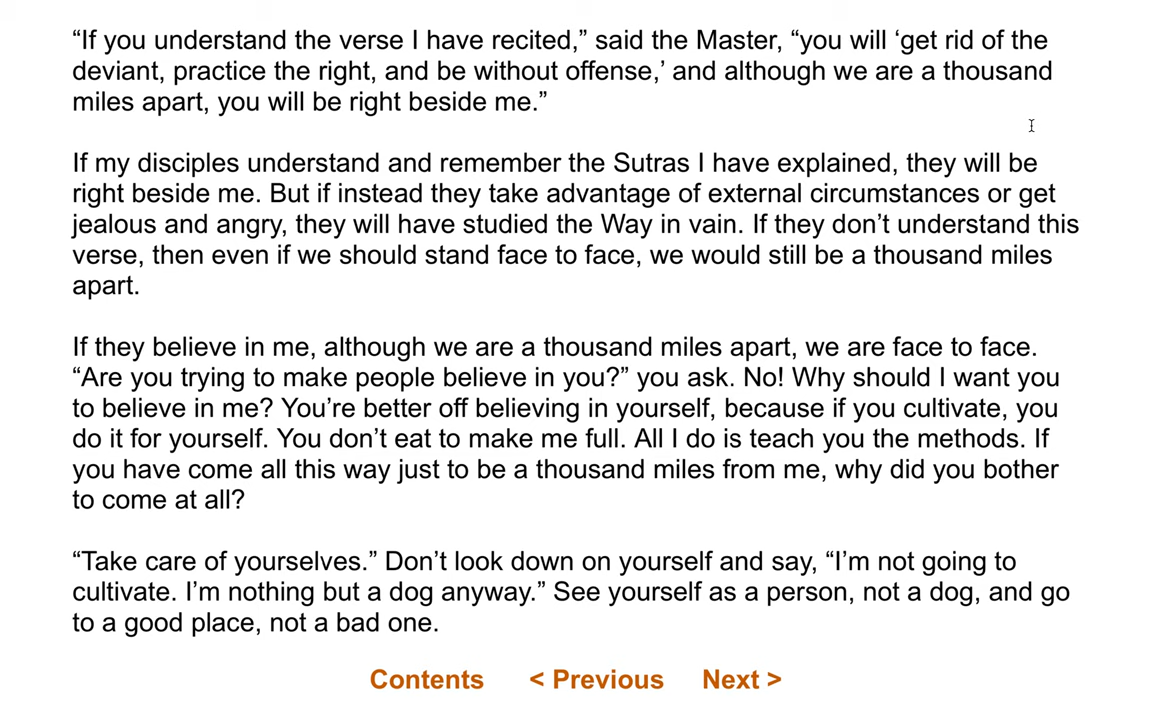 “If you understand the verse I have recited,” said the Master, “you will ‘get rid of the
deviant, practice the right, and be without offense,’ and although we are a thousand
miles apart, you will be right beside me.”
If my disciples understand and remember the Sutras I have explained, they will be
right beside me. But if instead they take advantage of external circumstances or get
jealous and angry, they will have studied the Way in vain. If they don’t understand this
verse, then even if we should stand face to face, we would still be a thousand miles
apart.
If they believe in me, although we are a thousand miles apart, we are face to face.
“Are you trying to make people believe in you?” you ask. No! Why should I want you
to believe in me? You’re better off believing in yourself, because if you cultivate, you
do it for yourself. You don’t eat to make me full. All I do is teach you the methods. If
you have come all this way just to be a thousand miles from me, why did you bother
to come at all?
“Take care of yourselves.” Don’t look down on yourself and say, “I’m not going to
cultivate. I’m nothing but a dog anyway.” See yourself as a person, not a dog, and go
to a good place, not a bad one.
Contents < Previous Next >